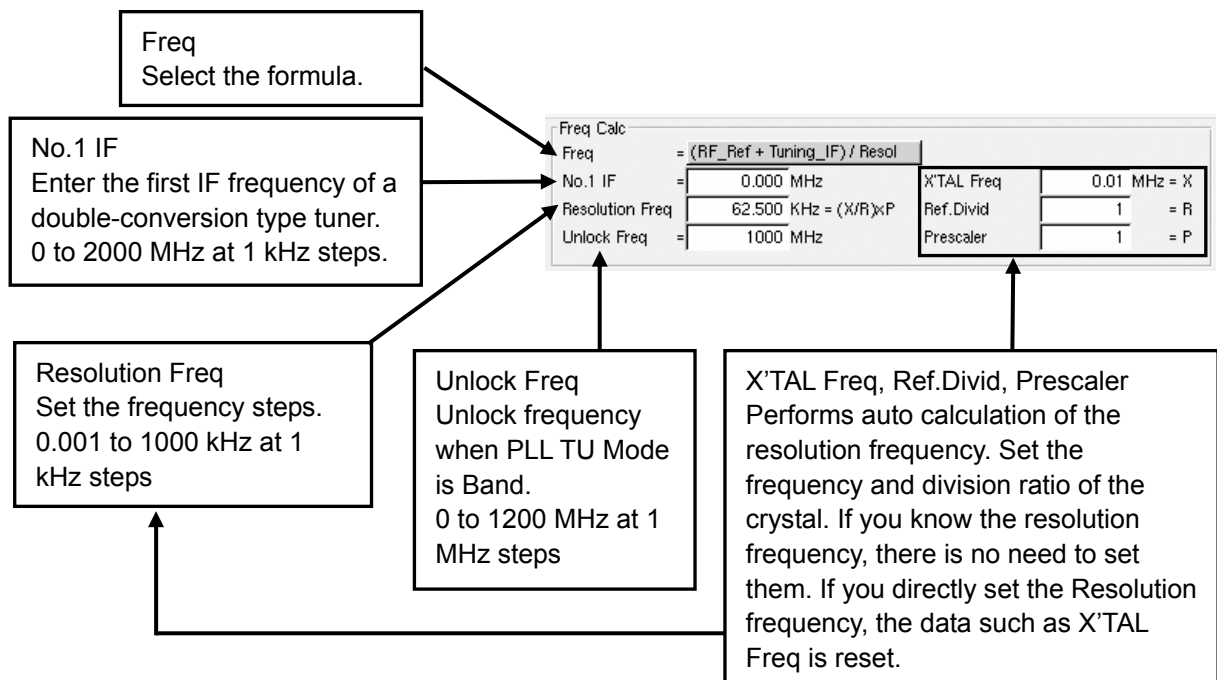 Freq
Select the formula.
No.1 IF
Enter the first IF frequency of a
double-conversion type tuner.
0 to 2000 MHz at 1 kHz steps.
Freq Calc
Freq = (RF_Ref + Tuning_IF) / Resol
No.1 IF = 0.000 MHz
Resolution Freq 62.500 KHz = (X/R)xP
Unlock Freq = 1000 MHz
X'TAL Freq 0.01 MHz = X
Ref.Divid 1 = R
Prescaler 1 = P
Resolution Freq
Set the frequency steps.
0.001 to 1000 kHz at 1
kHz steps
Unlock Freq
Unlock frequency
when PLL TU Mode
is Band.
0 to 1200 MHz at 1
MHz steps
X’TAL Freq, Ref.Divid, Prescaler
Performs auto calculation of the
resolution frequency. Set the
frequency and division ratio of the
crystal. If you know the resolution
frequency, there is no need to set
them. If you directly set the Resolution
frequency, the data such as X’TAL
Freq is reset.